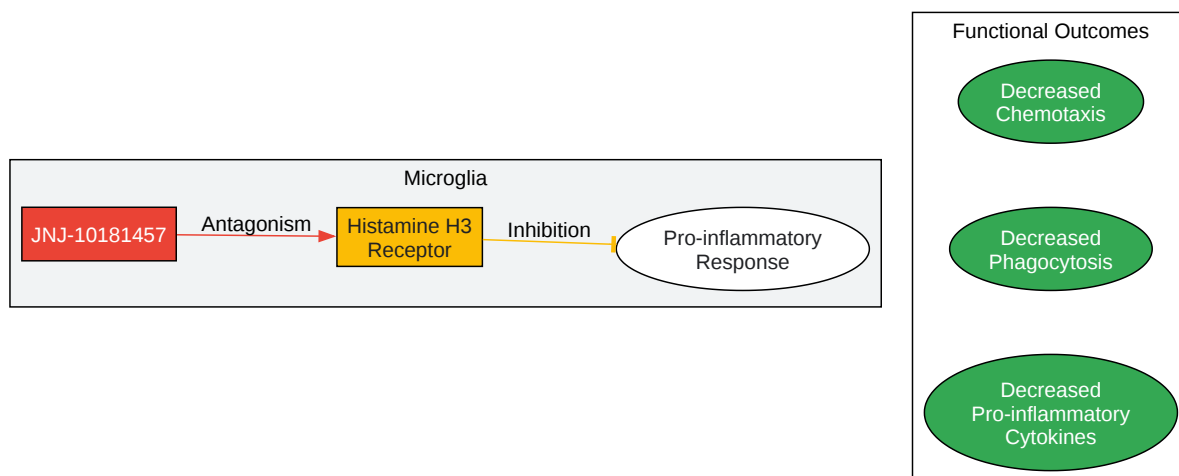 Microglia
JNJ-10181457
Antagonism
Histamine H3
Receptor
Inhibition
Pro-inflammatory
Response
Functional Outcomes
Decreased
Chemotaxis
Decreased
Phagocytosis
Decreased
Pro-inflammatory
Cytokines